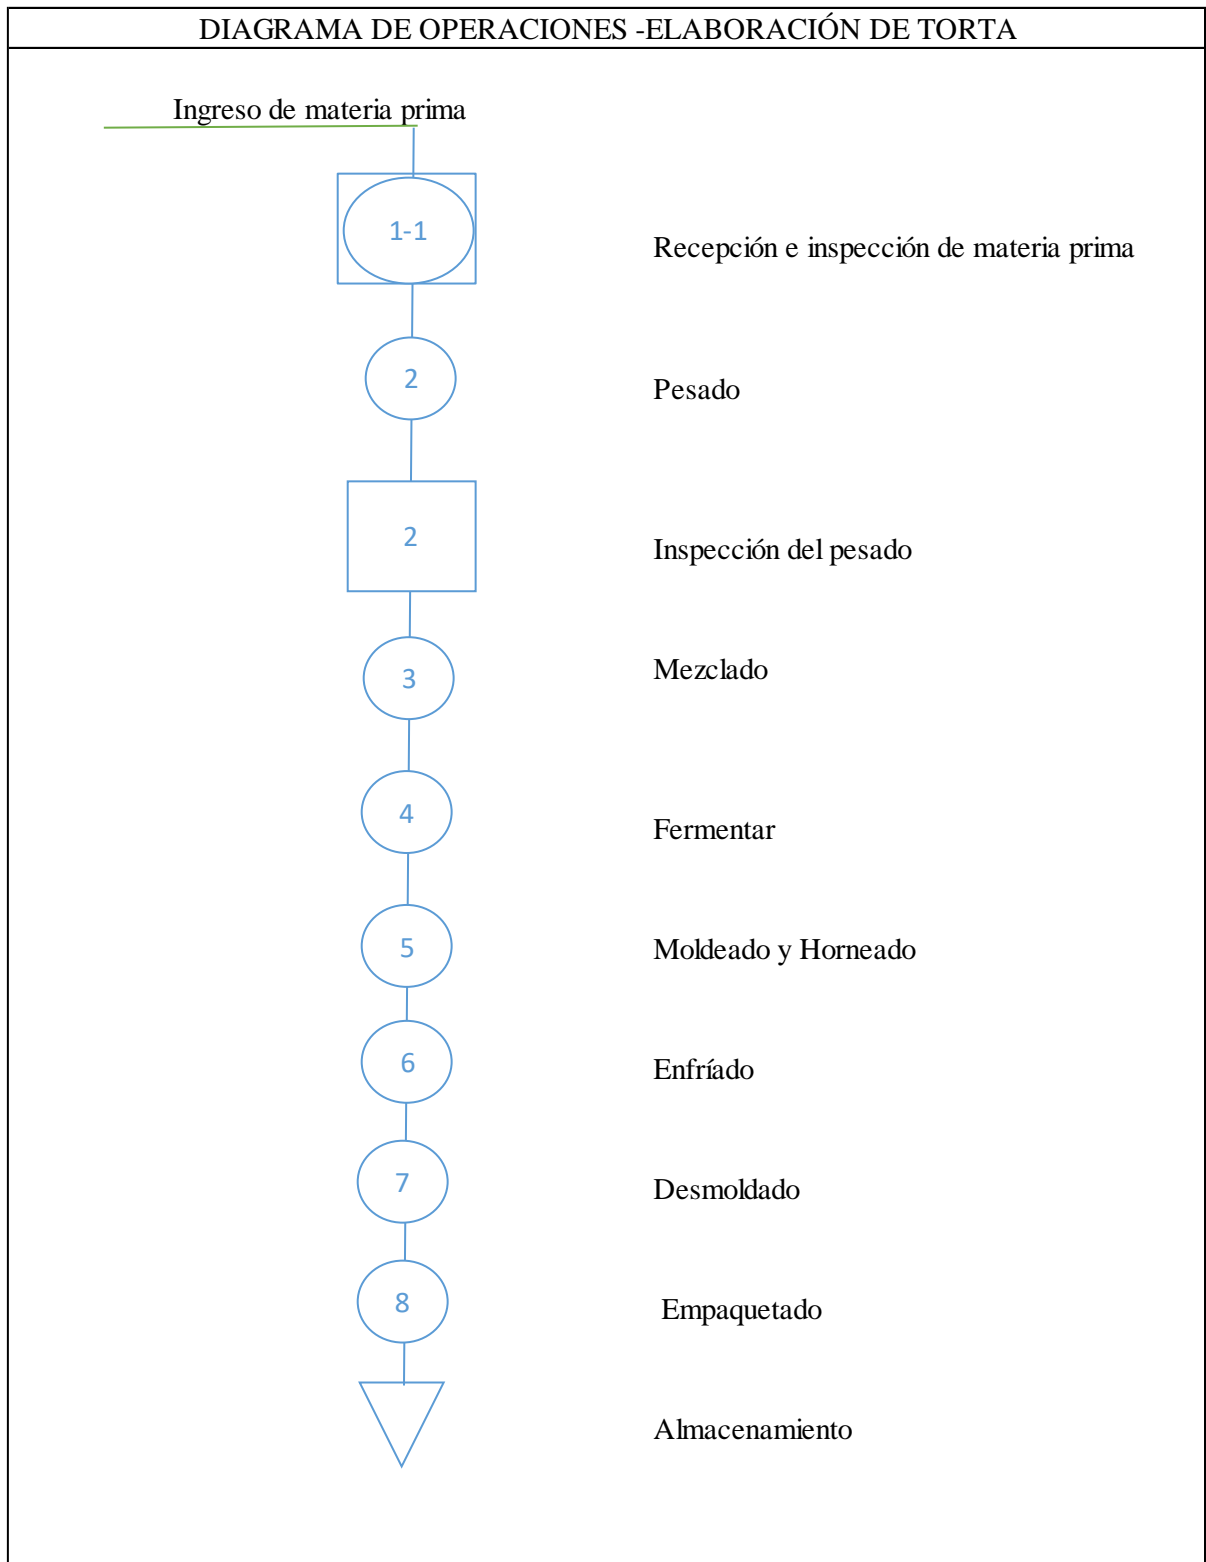 DIAGRAMA DE OPERACIONES -ELABORACIÓN DE TORTA
Ingreso de materia prima
1-1
Recepción e inspección de materia prima
2
Pesado
2
Inspección del pesado
3
Mezclado
4
Fermentar
5
Moldeado y Horneado
6
Enfríado
7
Desmoldado
8
Empaquetado
Almacenamiento